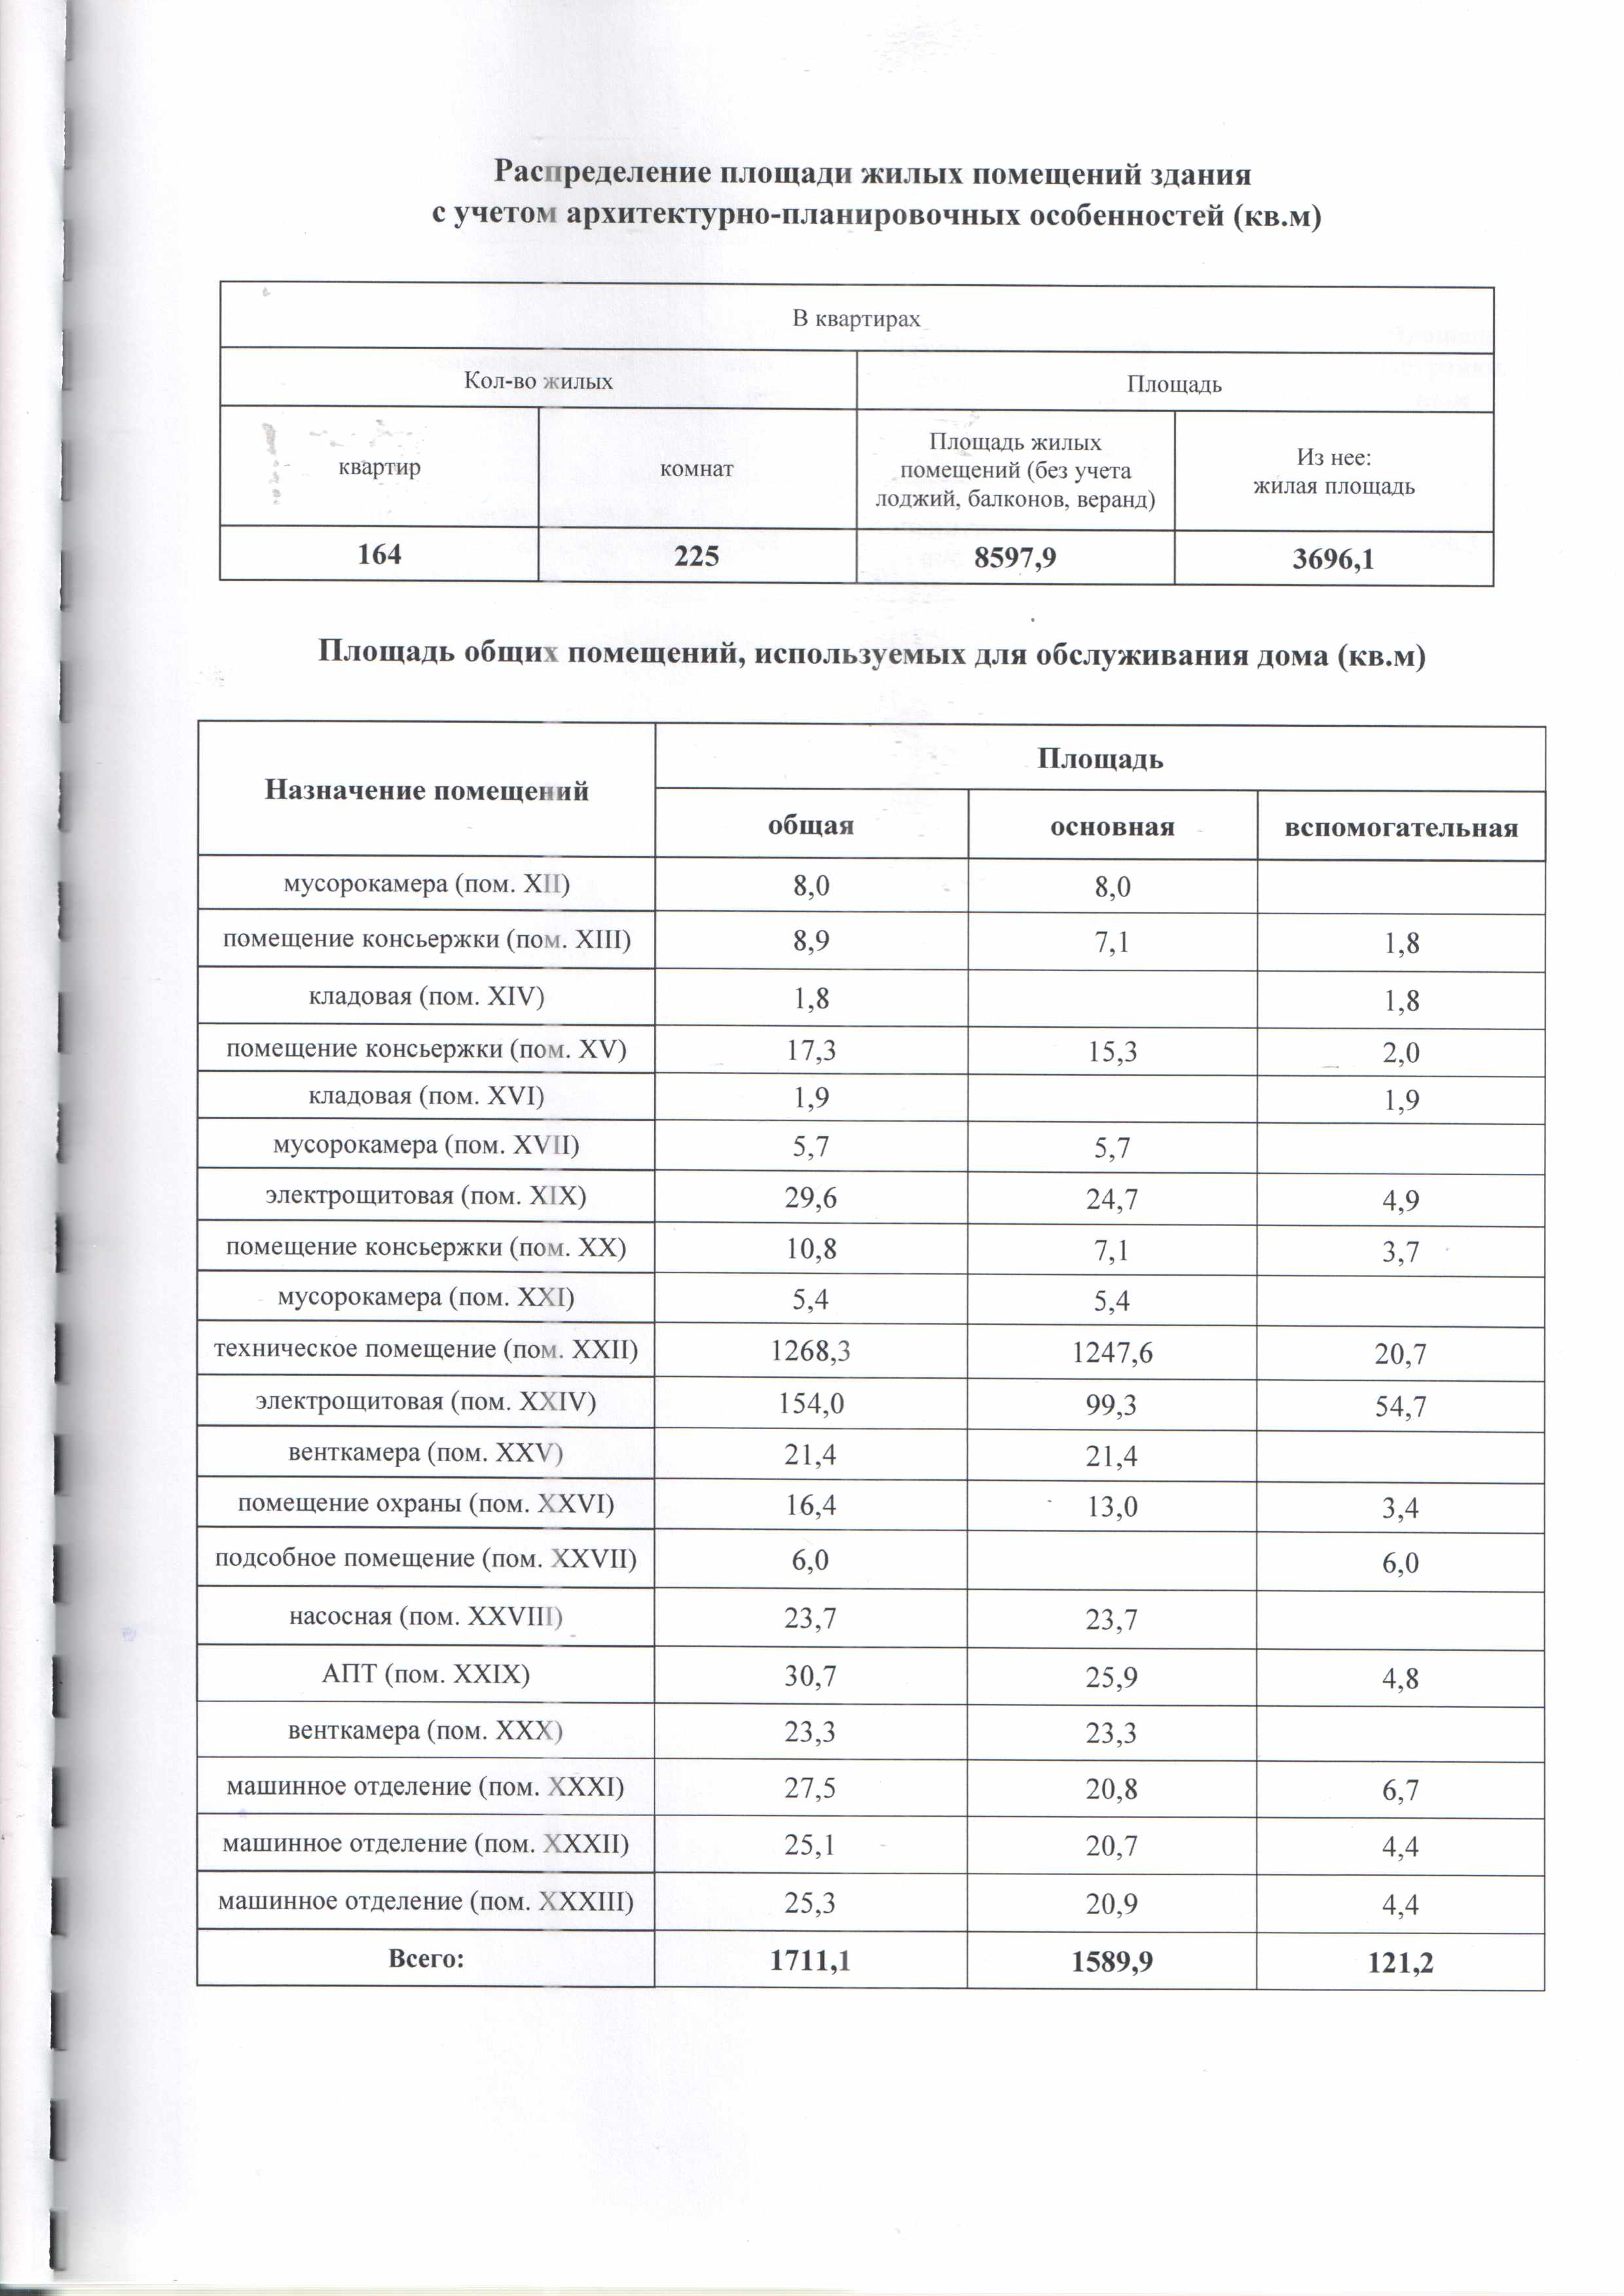 Распределение площади жилых помещений здания
с учетом архитектурно-планировочных особенностей (кв.м)
В квартирах
Кол-во жилых Площадь
квартир комнат Площадь жилых помещений (без учета лоджий, балконов, веранд) Из нее: жилая площадь
164 225 8597,9 3696,1
Площадь общих помещений, используемых для обслуживания дома (кв.м)
Назначение помещений Площадь
общая основная вспомогательная
мусорокамера (пом. XII) 8,0 8,0
помещение консьержки (пом. XIII) 8,9 7,1 1,8
кладовая (пом. XIV) 1,8 1,8
помещение консьержки (пом. XV) 17,3 15,3 2,0
кладовая (пом. XVI) 1,9 1,9
мусорокамера (пом. XVII) 5,7 5,7
электрощитовая (пом. XIX) 29,6 24,7 4,9
помещение консьержки (пом. XX) 10,8 7,1 3,7
мусорокамера (пом. XXI) 5,4 5,4
техническое помещение (пом. XXII) 1268,3 1247,6 20,7
электрощитовая (пом. XXIV) 154,0 99,3 54,7
венткамера (пом. XXV) 21,4 21,4
помещение охраны (пом. XXVI) 16,4 13,0 3,4
подсобное помещение (пом. XXVII) 6,0 6,0
насосная (пом. XXVIII) 23,7 23,7
АПТ (пом. XXIX) 30,7 25,9 4,8
венткамера (пом. XXX) 23,3 23,3
машинное отделение (пом. XXXI) 27,5 20,8 6,7
машинное отделение (пом. XXXII) 25,1 20,7 4,4
машинное отделение (пом. XXXIII) 25,3 20,9 4,4
Всего: 1711,1 1589,9 121,2